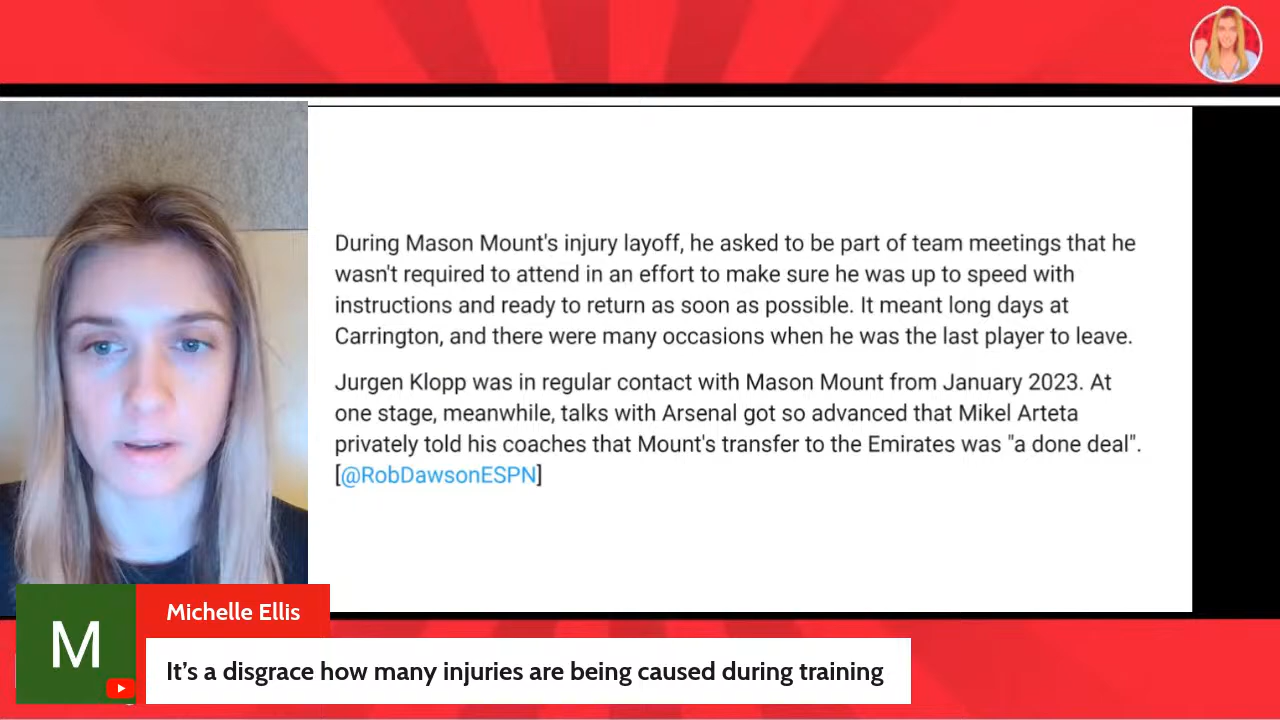 During Mason Mount's injury layoff, he asked to be part of team meetings that he
wasn't required to attend in an effort to make sure he was up to speed with
instructions and ready to return as soon as possible. It meant long days at
Carrington, and there were many occasions when he was the last player to leave.
Jurgen Klopp was in regular contact with Mason Mount from January 2023. At
one stage, meanwhile, talks with Arsenal got so advanced that Mikel Arteta
privately told his coaches that Mount's transfer to the Emirates was "a done deal".
[@RobDawsonESPN]
M
Michelle Ellis
It’s a disgrace how many injuries are being caused during training